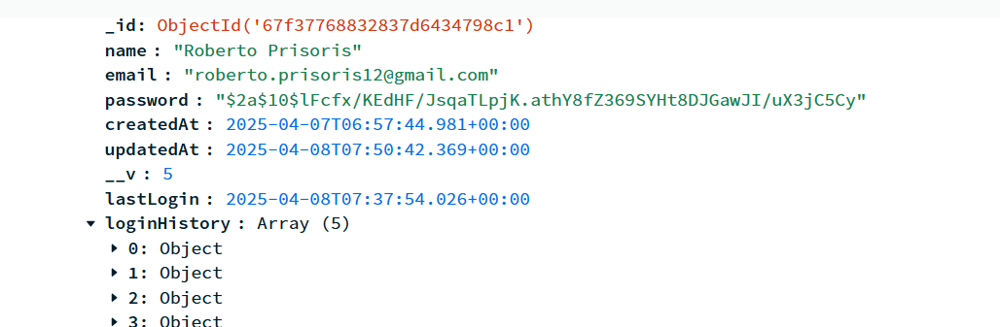 _id: ObjectId('67f37768832837d6434798c1')
name : "Roberto Prisoris"
email : "roberto.prisoris12@gmail.com"
password : "$2a$10$lFcfx/KEdHF/JsqaTLpjK.athY8fZ369SYHt8DJGawJI/uX3jC5Cy"
createdAt : 2025-04-07T06:57:44.981+00:00
updatedAt : 2025-04-08T07:50:42.369+00:00
__v : 5
lastLogin : 2025-04-08T07:37:54.026+00:00
loginHistory : Array (5)
0: Object
1: Object
2: Object
3: Object